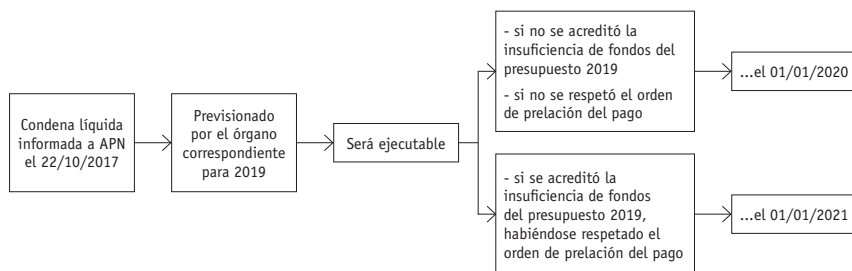 Condena líquida
informada a APN
el 22/10/2017
Previsionado
por el órgano
correspondiente
para 2019
Será ejecutable
- si no se acreditó la
insuficiencia de fondos del
presupuesto 2019
- si no se respetó el orden
de prelación del pago
...el 01/01/2020
- si se acreditó la
insuficiencia de fondos
del presupuesto 2019,
habiéndose respetado el
orden de prelación del pago
...el 01/01/2021